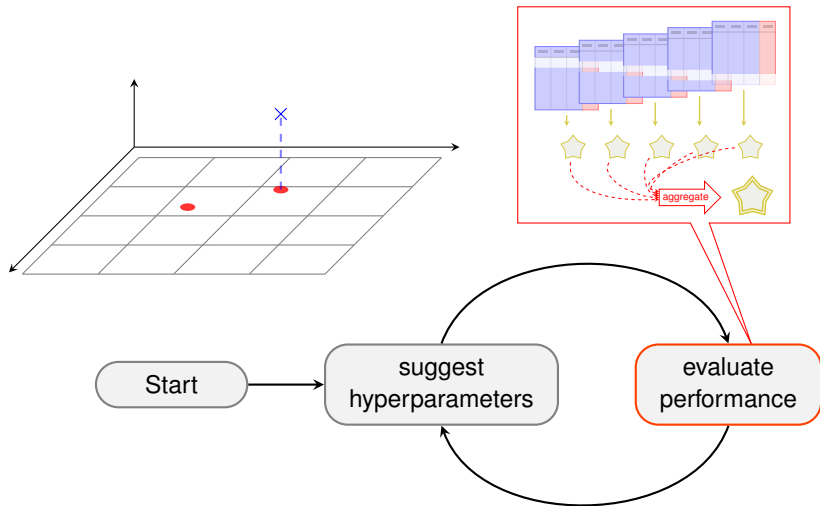 aggregate
Start
suggest
hyperparameters
evaluate
performance